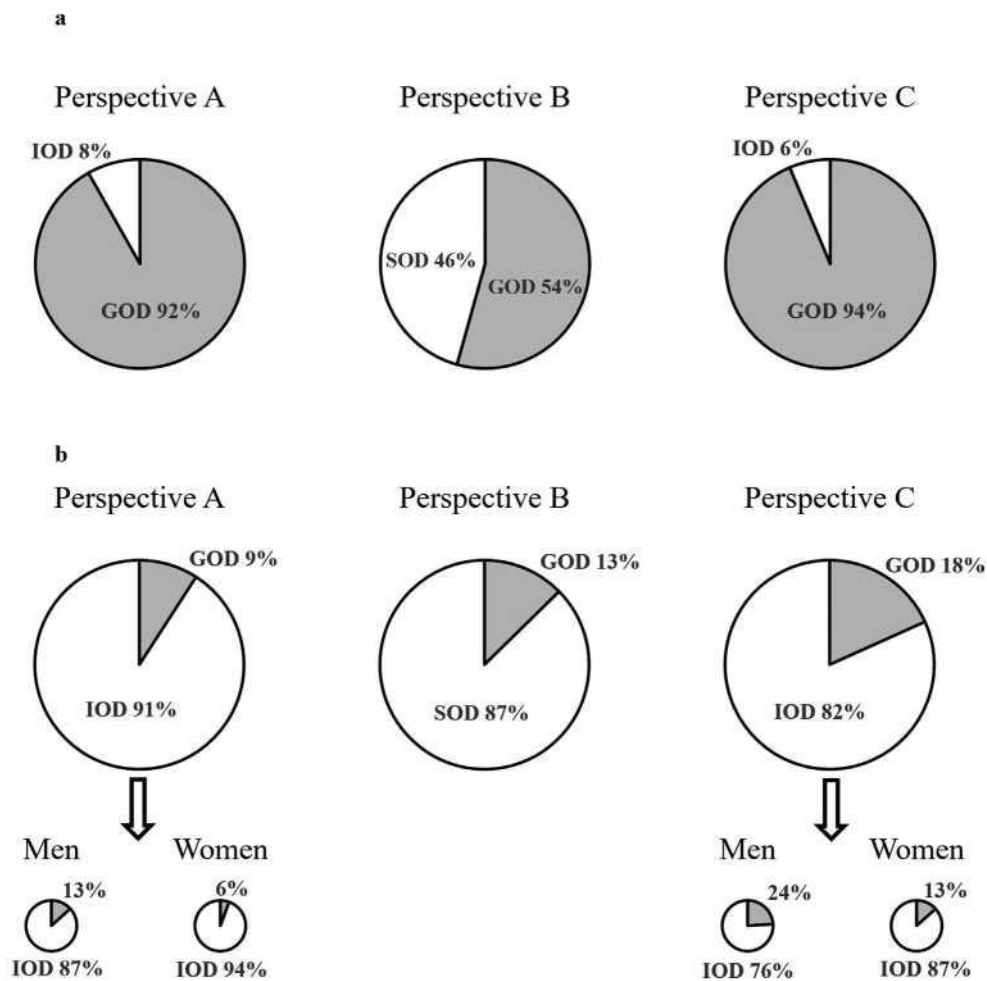 a
Perspective A
Perspective B
Perspective C
IOD 8%
GOD 92%
SOD 46%
GOD 54%
IOD 6%
GOD 94%
b
Perspective A
Perspective B
Perspective C
GOD 9%
IOD 91%
GOD 13%
SOD 87%
GOD 18%
IOD 82%
Men
Women
13%
6%
IOD 87%
IOD 94%
Men
Women
24%
13%
IOD 76%
IOD 87%